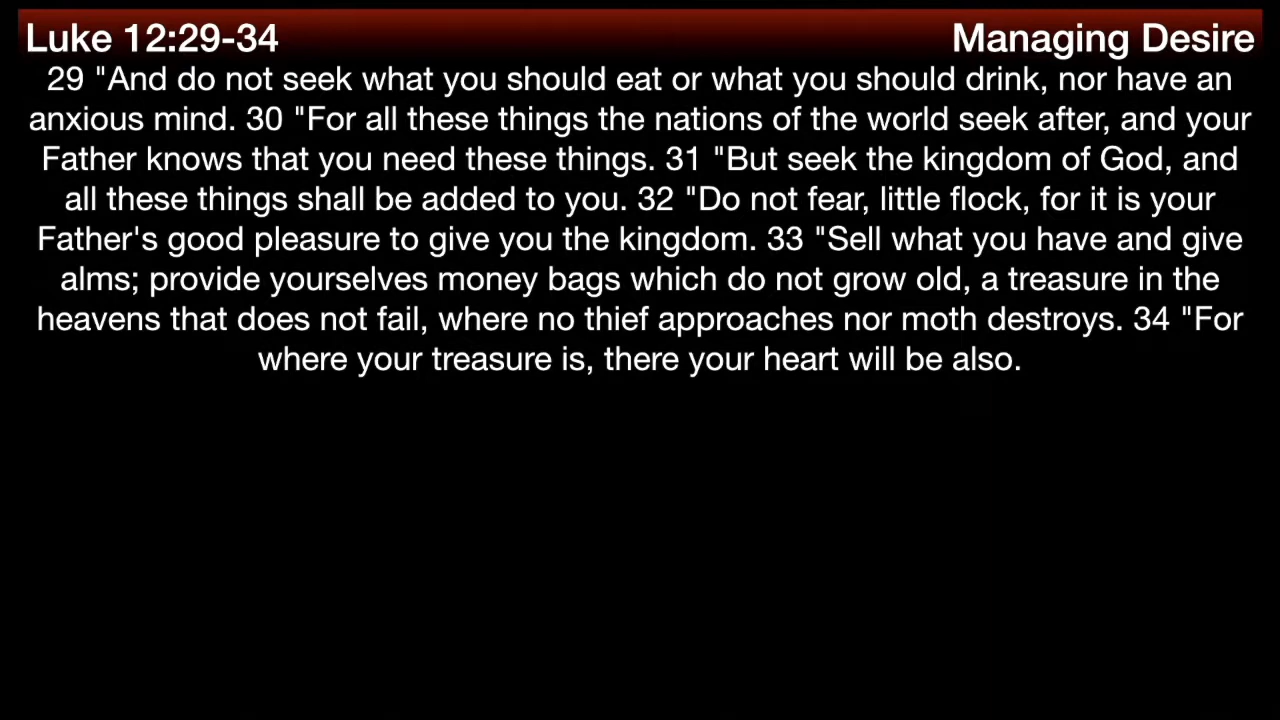 Luke 12:29-34 Managing Desire
29 "And do not seek what you should eat or what you should drink, nor have an
anxious mind. 30 "For all these things the nations of the world seek after, and your
Father knows that you need these things. 31 "But seek the kingdom of God, and
all these things shall be added to you. 32 "Do not fear, little flock, for it is your
Father's good pleasure to give you the kingdom. 33 "Sell what you have and give
alms; provide yourselves money bags which do not grow old, a treasure in the
heavens that does not fail, where no thief approaches nor moth destroys. 34 "For
where your treasure is, there your heart will be also.